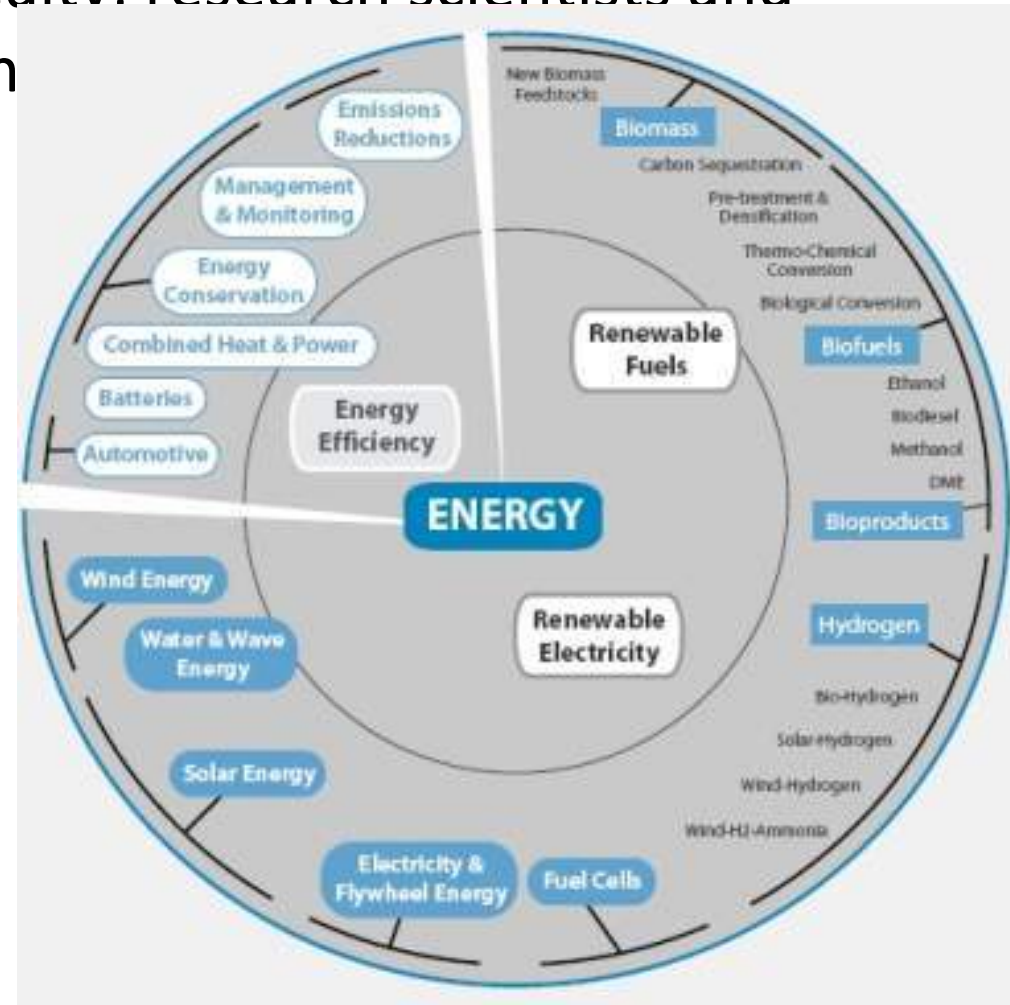 New Biomass
Feedstocks
Biomass
Carbon Sequestration
Pre-treatment &
Densification
Thermo-Chemical
Conversion
Biological Conversion
Biofuels
Ethanol
Biodiesel
Methanol
DME
Bioproducts
Hydrogen
Bio-Hydrogen
Solar-Hydrogen
Wind-Hydrogen
Wind-H2-Ammonia
Renewable
Fuels
Emissions
Reductions
Management
& Monitoring
Energy
Conservation
Combined Heat & Power
Batteries
Automotive
Energy
Efficiency
ENERGY
Renewable
Electricity
Wind Energy
Water & Wave
Energy
Solar Energy
Electricity &
Flywheel Energy
Fuel Cells